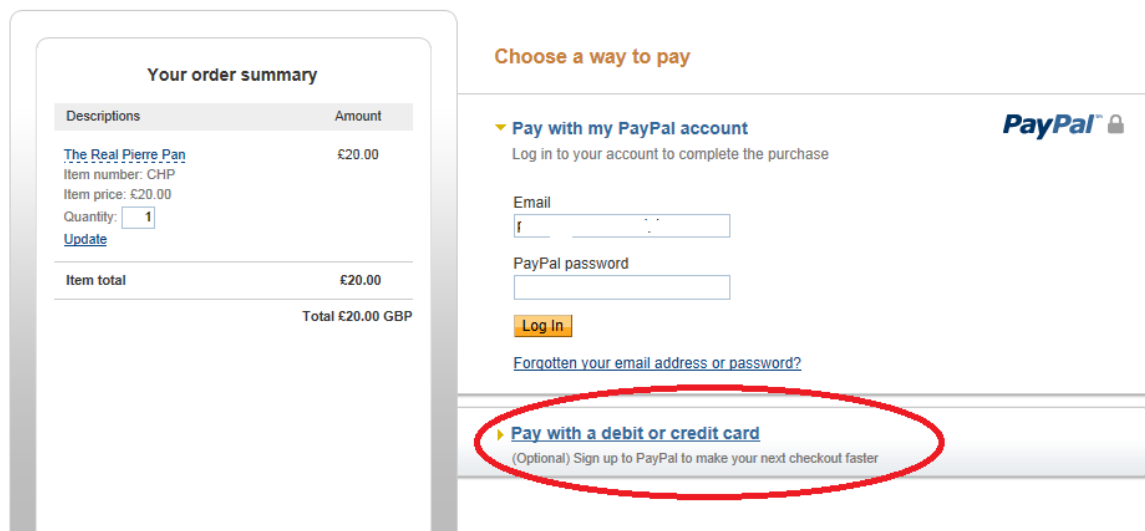 Your order summary
Descriptions Amount
The Real Pierre Pan £20.00
Item number: CHP
Item price: £20.00
Quantity: 1
Update
Item total £20.00
Total £20.00 GBP
Choose a way to pay
Pay with my PayPal account
PayPal™
Log in to your account to complete the purchase
Email
PayPal password
Log In
Forgotten your email address or password?
Pay with a debit or credit card
(Optional) Sign up to PayPal to make your next checkout faster